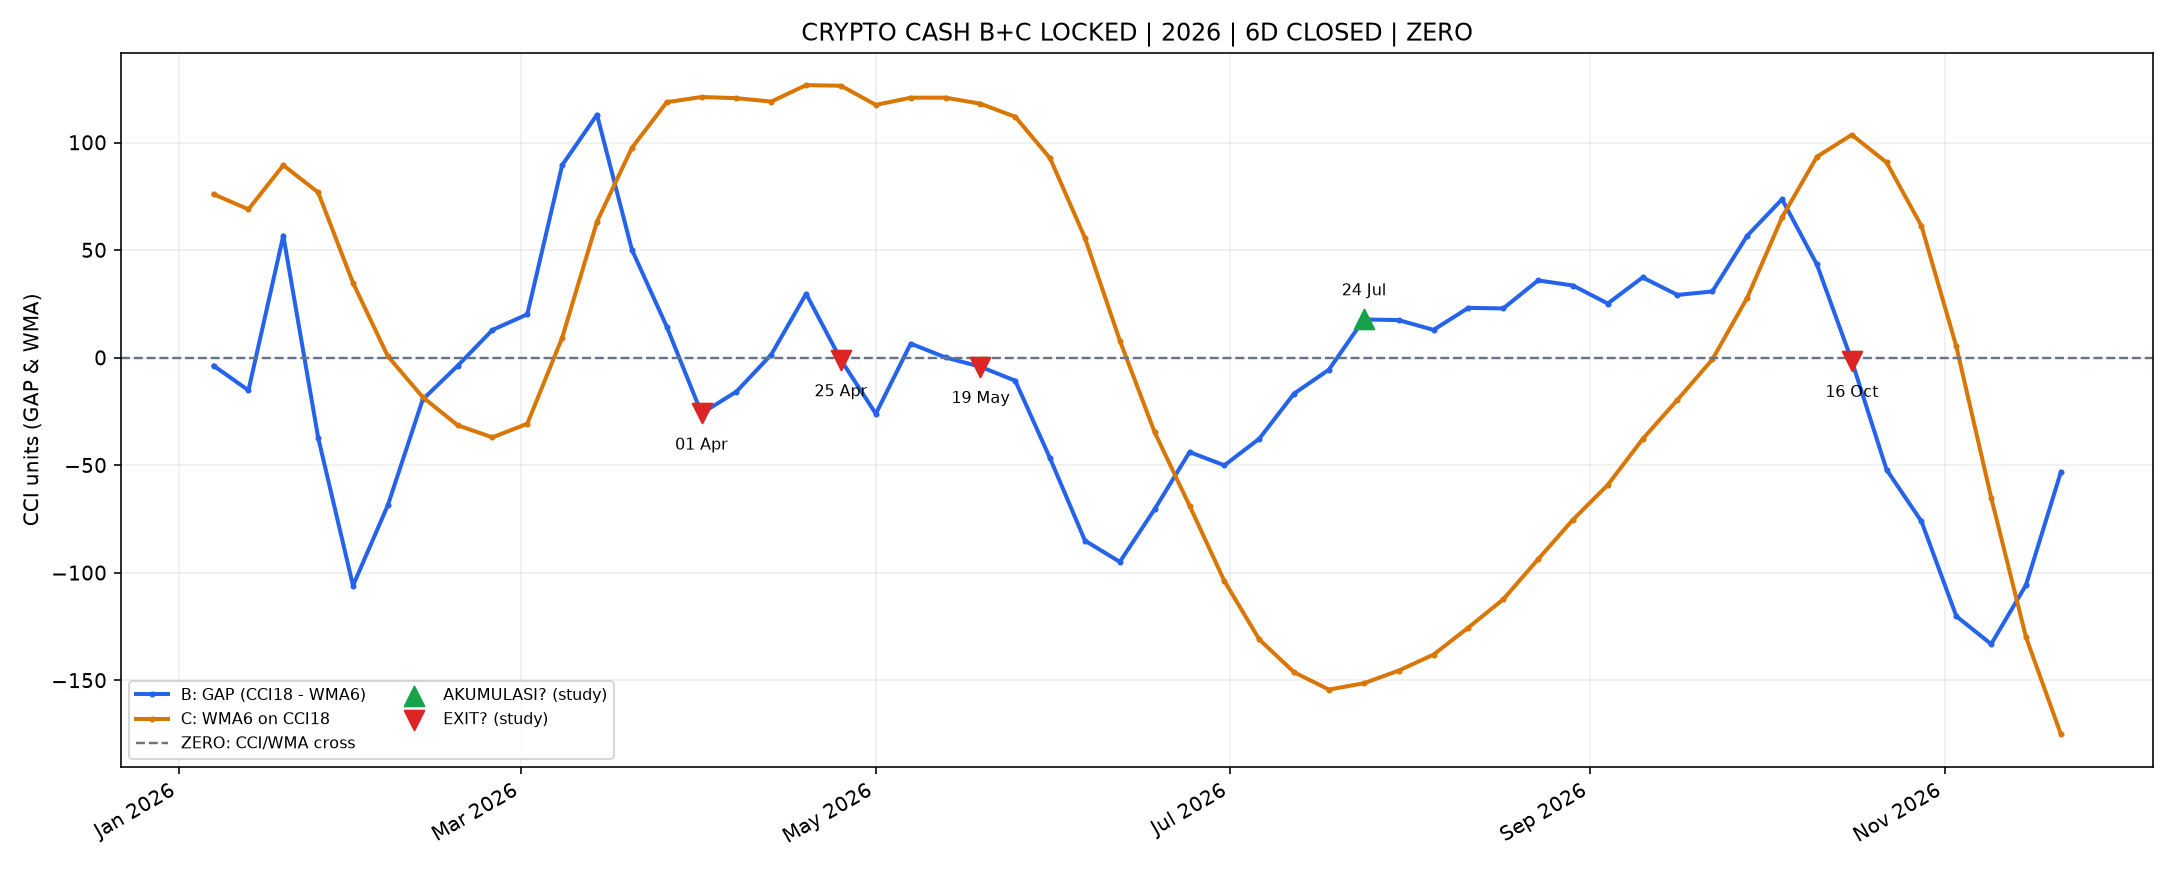 CRYPTO CASH B+C LOCKED | 2026 | 6D CLOSED | ZERO
CCI units (GAP & WMA)
100
50
0
−50
−100
−150
24 Jul
25 Apr
19 May
16 Oct
01 Apr
B: GAP (CCI18 - WMA6)
C: WMA6 on CCI18
ZERO: CCI/WMA cross
AKUMULASI? (study)
EXIT? (study)
Jan 2026
Mar 2026
May 2026
Jul 2026
Sep 2026
Nov 2026